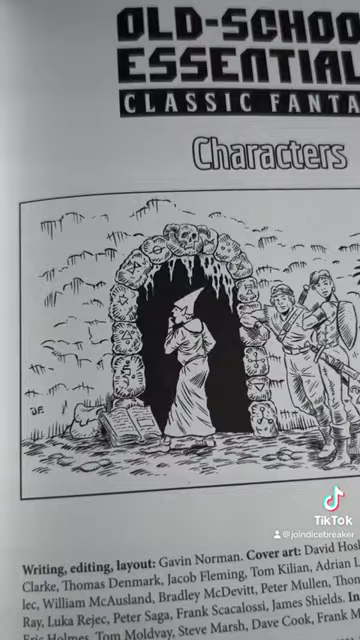 OLD-SCHOO
ESSENTIAL
CLASSIC FANTA
Characters
JF.
TikTok
@joindicebreaker
Writing, editing, layout: Gavin Norman. Cover art: David Hosk
Clarke, Thomas Denmark, Jacob Fleming, Tom Kilian, Adrian L
lec, William McAusland, Bradley McDevitt, Peter Mullen, Thom
Ray, Luka Rejec, Peter Saga, Frank Scacalossi, James Shields. In
Eric Holmes, Tom Moldvay, Steve Marsh, Dave Cook, Frank M